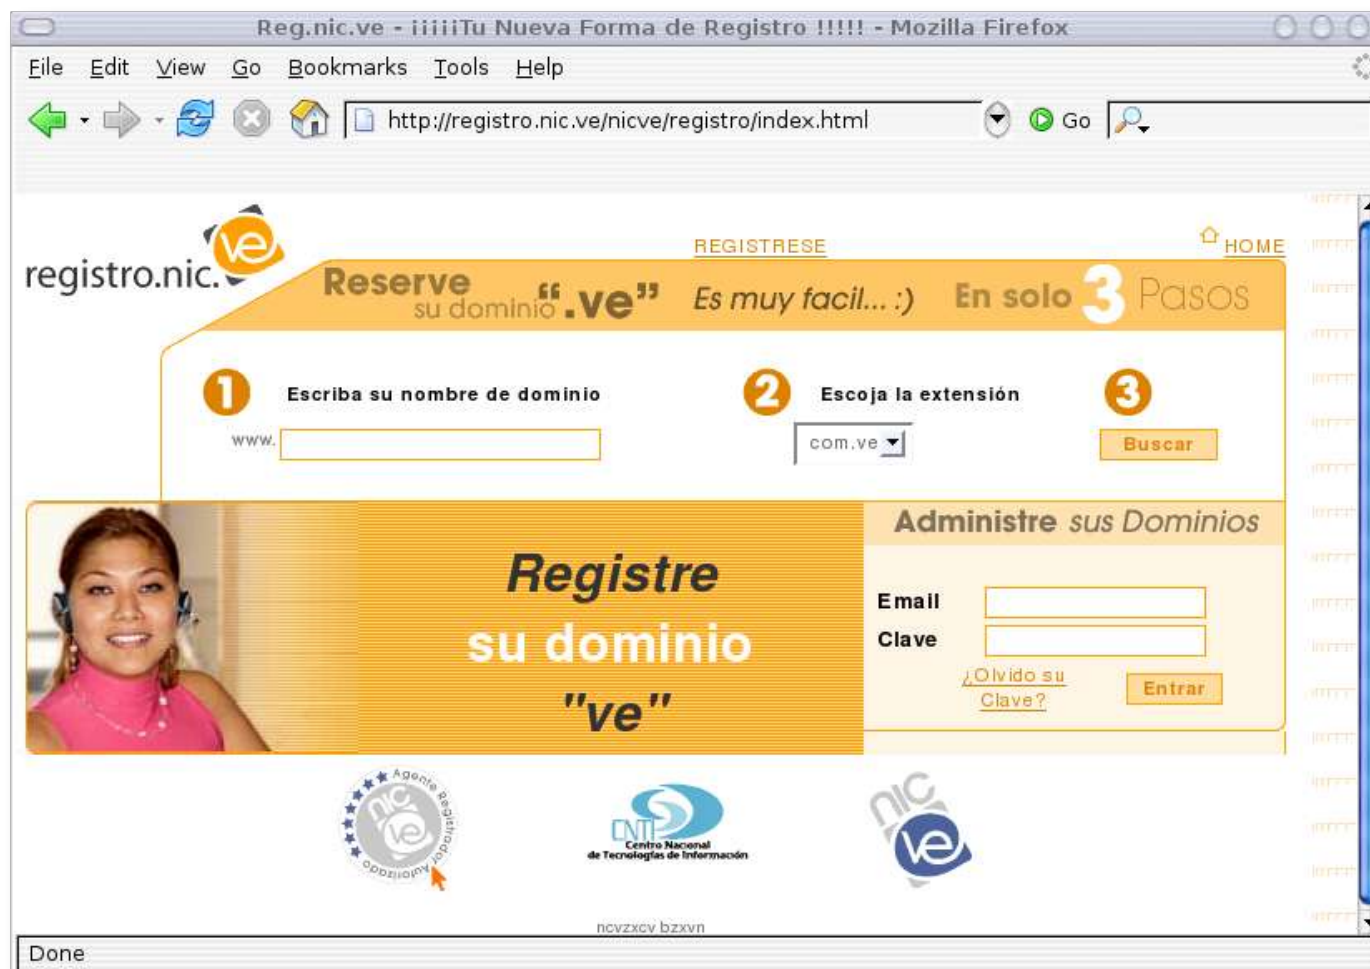 Reg.nic.ve - ¡¡¡¡¡Tu Nueva Forma de Registro !!!!! - Mozilla Firefox
File Edit View Go Bookmarks Tools Help
http://registro.nic.ve/nicve/registro/index.html Go
registro.nic.ve
REGISTRESE HOME
Reserve su dominio “.ve” Es muy facil... :) En solo 3 Pasos
1 Escriba su nombre de dominio 2 Escoja la extensión 3
www. com.ve Buscar
Administre sus Dominios
Registre
su dominio
"ve"
Email
Clave
¿Olvido su
Clave?
Entrar
Agente Registrador Autorizado
nic ve
CNTI
Centro Nacional
de Tecnologías de Información
nic ve
ncvzxcv bzxvn
Done